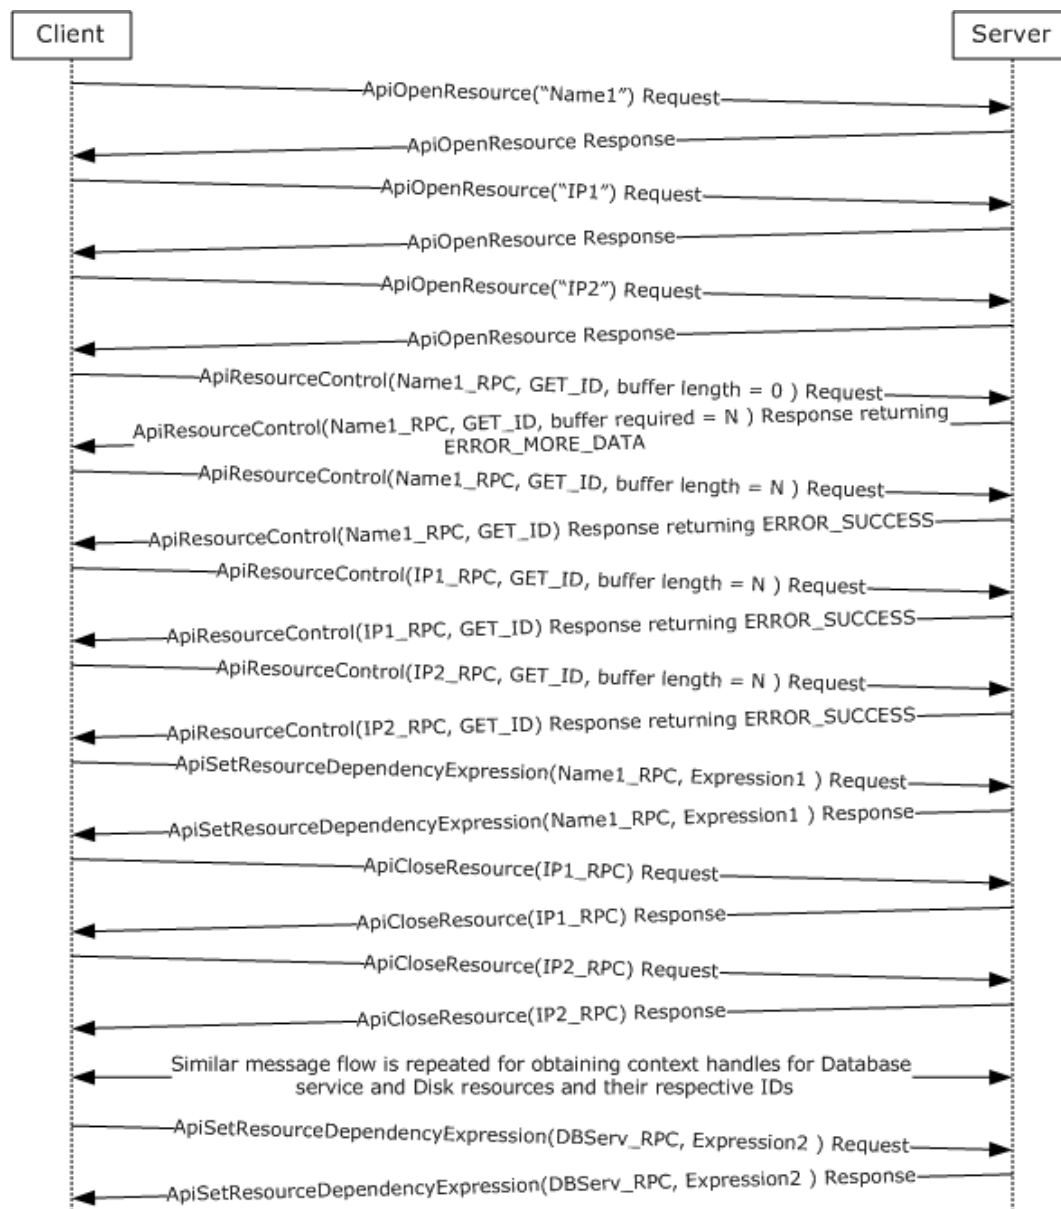 Client
Server
ApiOpenResource(“Name1”) Request
ApiOpenResource Response
ApiOpenResource(“IP1”) Request
ApiOpenResource Response
ApiOpenResource(“IP2”) Request
ApiOpenResource Response
ApiResourceControl(Name1_RPC, GET_ID, buffer length = 0 ) Request
ApiResourceControl(Name1_RPC, GET_ID, buffer required = N ) Response returning
ERROR_MORE_DATA
ApiResourceControl(Name1_RPC, GET_ID, buffer length = N ) Request
ApiResourceControl(Name1_RPC, GET_ID) Response returning ERROR_SUCCESS
ApiResourceControl(IP1_RPC, GET_ID, buffer length = N ) Request
ApiResourceControl(IP1_RPC, GET_ID) Response returning ERROR_SUCCESS
ApiResourceControl(IP2_RPC, GET_ID, buffer length = N ) Request
ApiResourceControl(IP2_RPC, GET_ID) Response returning ERROR_SUCCESS
ApiSetResourceDependencyExpression(Name1_RPC, Expression1 ) Request
ApiSetResourceDependencyExpression(Name1_RPC, Expression1 ) Response
ApiCloseResource(IP1_RPC) Request
ApiCloseResource(IP1_RPC) Response
ApiCloseResource(IP2_RPC) Request
ApiCloseResource(IP2_RPC) Response
Similar message flow is repeated for obtaining context handles for Database
service and Disk resources and their respective IDs
ApiSetResourceDependencyExpression(DBServ_RPC, Expression2 ) Request
ApiSetResourceDependencyExpression(DBServ_RPC, Expression2 ) Response